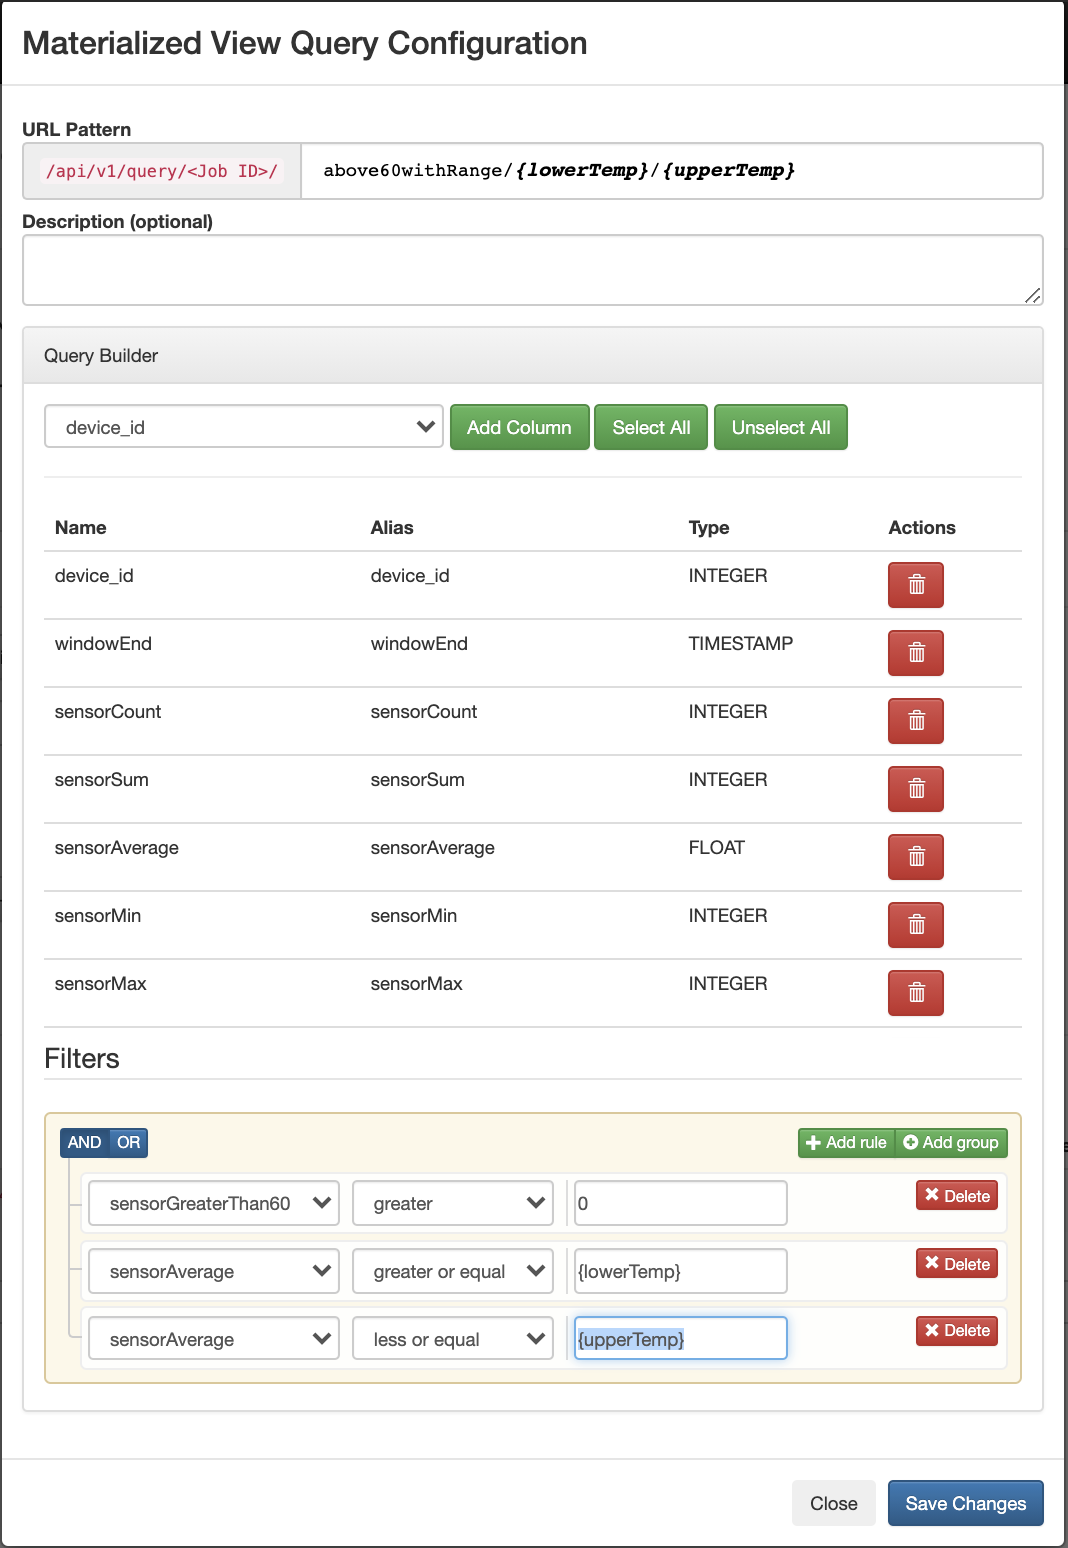 Materialized View Query Configuration
URL Pattern
/api/v1/query/<Job ID>/ above60withRange/{lowerTemp}/{upperTemp}
Description (optional)
Query Builder
device_id Add Column Select All Unselect All
Name Alias Type Actions
device_id device_id INTEGER
windowEnd windowEnd TIMESTAMP
sensorCount sensorCount INTEGER
sensorSum sensorSum INTEGER
sensorAverage sensorAverage FLOAT
sensorMin sensorMin INTEGER
sensorMax sensorMax INTEGER
Filters
AND OR Add rule Add group
sensorGreaterThan60 greater 0 Delete
sensorAverage greater or equal {lowerTemp} Delete
sensorAverage less or equal {upperTemp} Delete
Close Save Changes